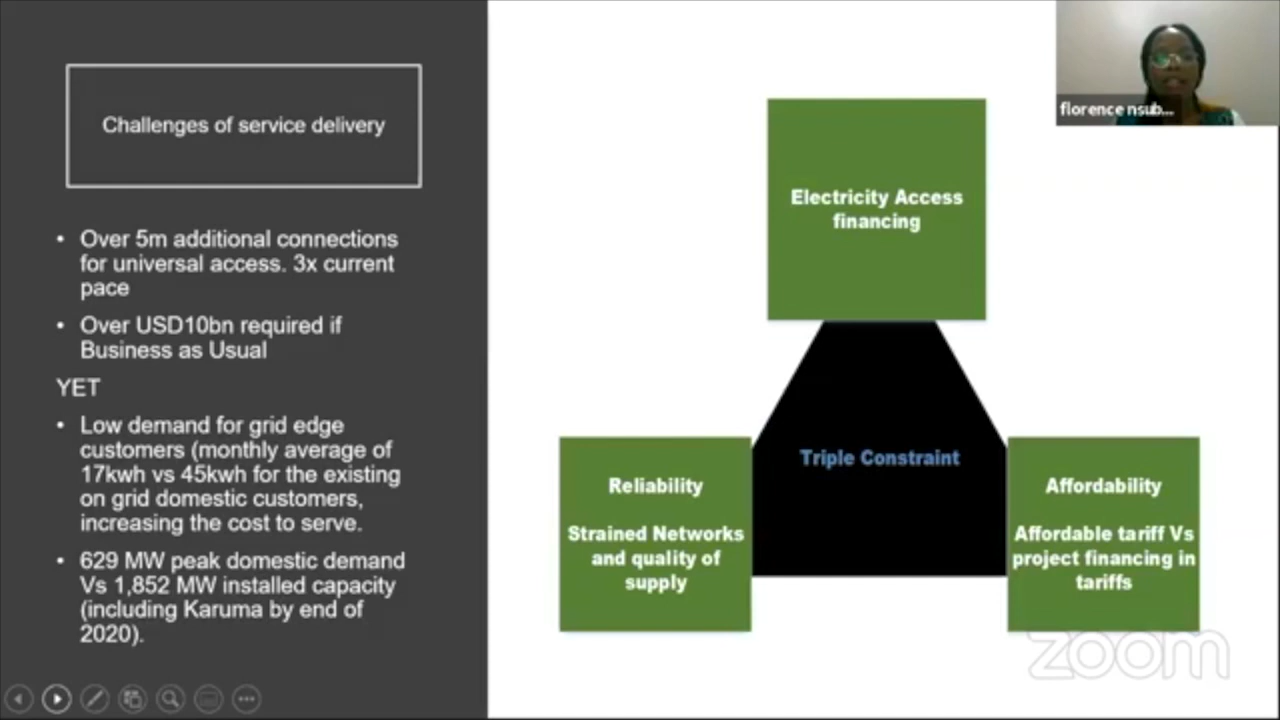 Challenges of service delivery
• Over 5m additional connections
for universal access. 3x current
pace
• Over USD10bn required if
Business as Usual
YET
• Low demand for grid edge
customers (monthly average of
17kwh vs 45kwh for the existing
on grid domestic customers,
increasing the cost to serve.
• 629 MW peak domestic demand
Vs 1,852 MW installed capacity
(including Karuma by end of
2020).
Electricity Access
financing
Triple Constraint
Reliability
Strained Networks
and quality of
supply
Affordability
Affordable tariff Vs
project financing in
tariffs
florence nsub...
zoom